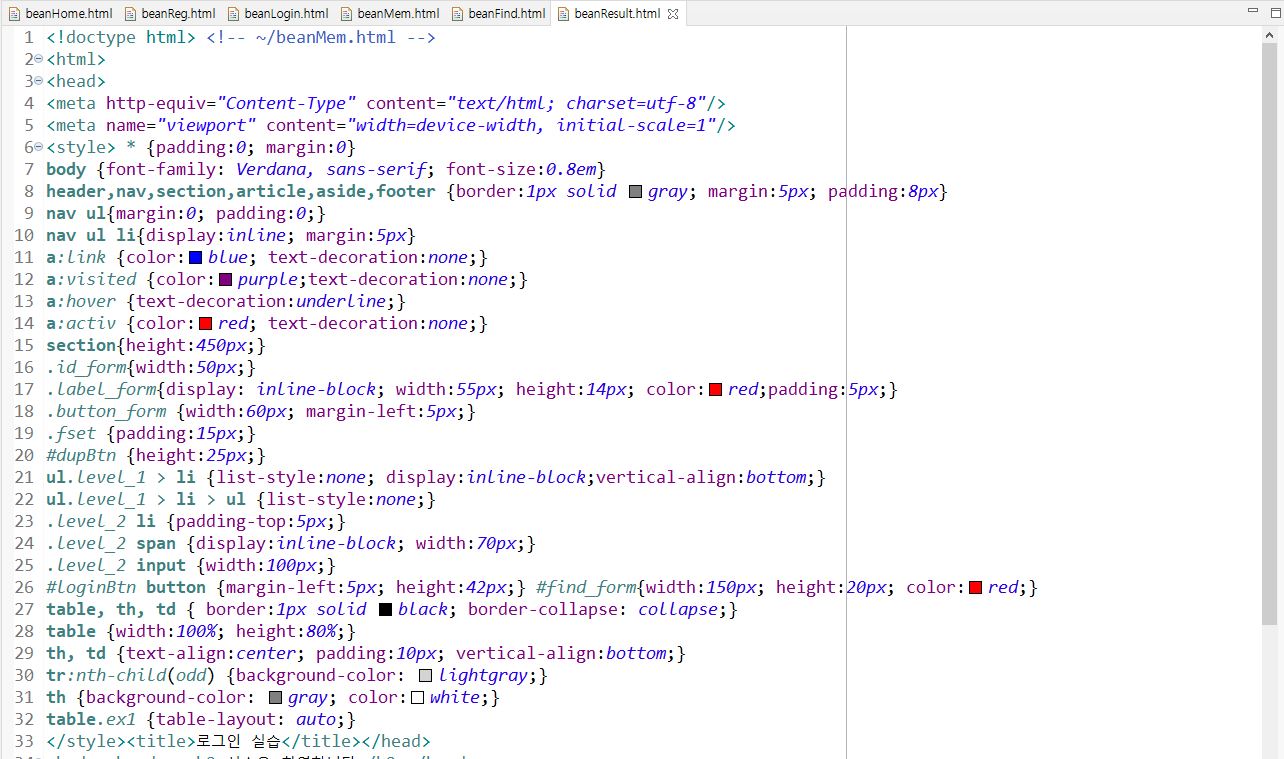 beanHome.html beanReg.html beanLogin.html beanMem.html beanFind.html beanResult.html
1 <!doctype html> <!-- ~/beanMem.html -->
2 <html>
3 <head>
4 <meta http-equiv="Content-Type" content="text/html; charset=utf-8"/>
5 <meta name="viewport" content="width=device-width, initial-scale=1"/>
6 <style> * {padding:0; margin:0}
7 body {font-family: Verdana, sans-serif; font-size:0.8em}
8 header,nav,section,article,aside,footer {border:1px solid gray; margin:5px; padding:8px}
9 nav ul{margin:0; padding:0;}
10 nav ul li{display:inline; margin:5px}
11 a:link {color:blue; text-decoration:none;}
12 a:visited {color:purple;text-decoration:none;}
13 a:hover {text-decoration:underline;}
14 a:activ {color:red; text-decoration:none;}
15 section{height:450px;}
16 .id_form{width:50px;}
17 .label_form{display: inline-block; width:55px; height:14px; color:red;padding:5px;}
18 .button_form {width:60px; margin-left:5px;}
19 .fset {padding:15px;}
20 #dupBtn {height:25px;}
21 ul.level_1 > li {list-style:none; display:inline-block;vertical-align:bottom;}
22 ul.level_1 > li > ul {list-style:none;}
23 .level_2 li {padding-top:5px;}
24 .level_2 span {display:inline-block; width:70px;}
25 .level_2 input {width:100px;}
26 #loginBtn button {margin-left:5px; height:42px;} #find_form{width:150px; height:20px; color:red;}
27 table, th, td { border:1px solid black; border-collapse: collapse;}
28 table {width:100%; height:80%;}
29 th, td {text-align:center; padding:10px; vertical-align:bottom;}
30 tr:nth-child(odd) {background-color: lightgray;}
31 th {background-color: gray; color:white;}
32 table.ex1 {table-layout: auto;}
33 </style><title>로그인 실습</title></head>